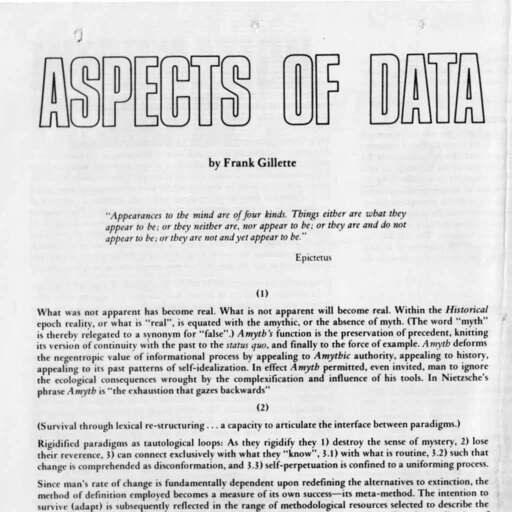 ASPECTS OF DATA
by Frank Gillette
"Appearances to the mind are of four kinds. Things either are what they
appear to be; or they neither are, nor appear to be; or they are and do not
appear to be; or they are not and yet appear to be."
Epictetus
(1)
What was not apparent has become real. What is not apparent will become real. Within the Historical
epoch reality, or what is "real", is equated with the amythic, or the absence of myth. (The word "myth"
is thereby relegated to a synonym for "false".) Amyth's function is the preservation of precedent, knitting
its version of continuity with the past to the status quo, and finally to the force of example. Amyth deforms
the negentropic value of informational process by appealing to Amythic authority, appealing to history,
appealing to its past patterns of self-idealization. In effect Amyth permitted, even invited, man to ignore
the ecological consequences wrought by the complexification and influence of his tools. In Nietzsche's
phrase Amyth is "the exhaustion that gazes backwards"
(2)
(Survival through lexical re-structuring . . . a capacity to articulate the interface between paradigms.)
Rigidified paradigms as tautological loops: As they rigidify they 1) destroy the sense of mystery, 2) lose
their reverence, 3) can connect exclusively with what they "know", 3.1) with what is routine, 3.2) such that
change is comprehended as disconformation, and 3.3) self-perpetuation is confined to a uniforming process.
Since man's rate of change is fundamentally dependent upon redefining the alternatives to extinction, the
method of definition employed becomes a measure of its own success—its meta-method. The intention to
survive (adapt) is subsequently reflected in the range of methodological resources selected to describe the